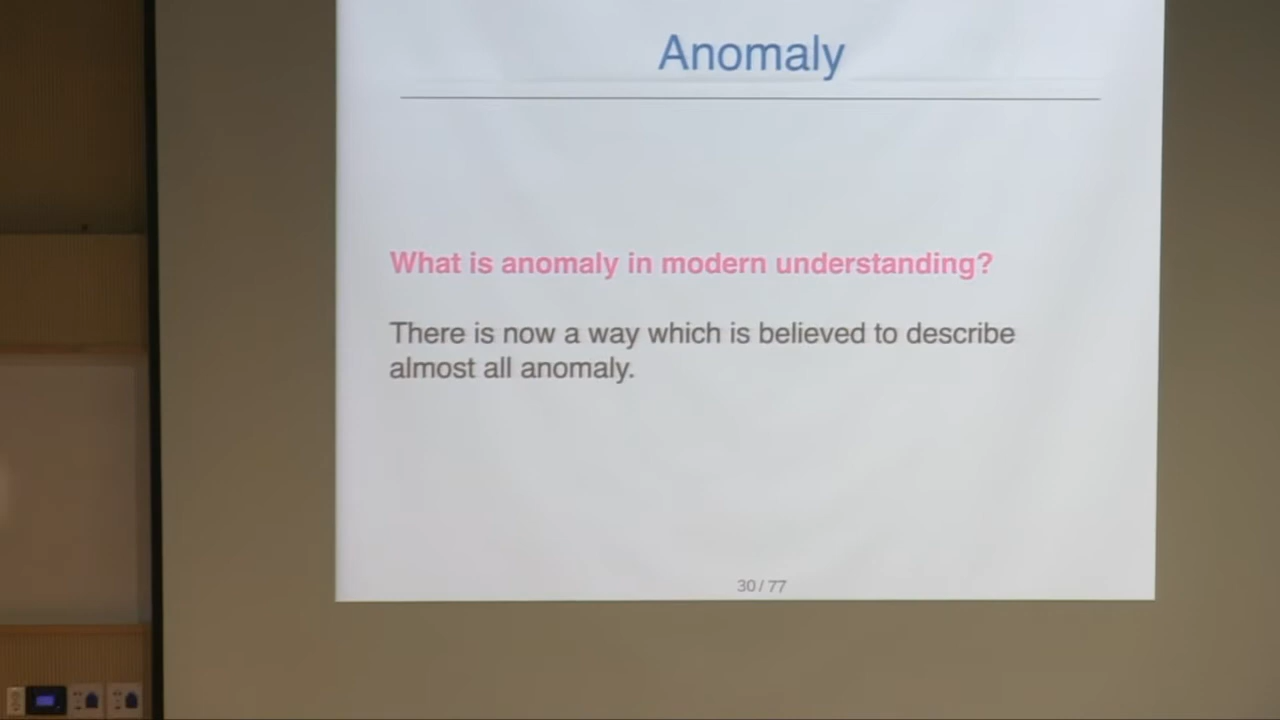 Anomaly
What is anomaly in modern understanding?
There is now a way which is believed to describe
almost all anomaly.
30 / 77